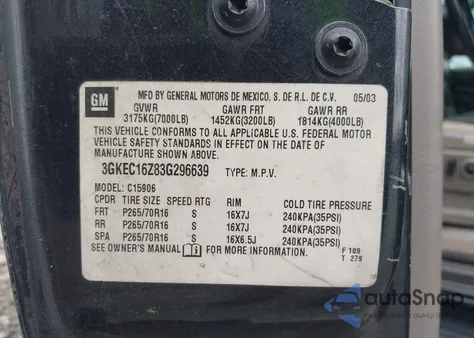 GM
MFD BY GENERAL MOTORS DE MEXICO, S. DE R.L. DE C.V. 05/03
GVWR GAWR FRT GAWR RR
3175KG(7000LB) 1452KG(3200LB) 1814KG(4000LB)
THIS VEHICLE CONFORMS TO ALL APPLICABLE U.S. FEDERAL MOTOR
VEHICLE SAFETY STANDARDS IN EFFECT ON THE DATE OF
MANUFACTURE SHOWN ABOVE.
3GKEC16Z83G296639 TYPE: M.P.V.
MODEL: C15906
CPDR TIRE SIZE SPEED RTG RIM COLD TIRE PRESSURE
FRT P265/70R16 S 16X7J 240KPA(35PSI)
RR P265/70R16 S 16X7J 240KPA(35PSI)
SPA P265/70R16 S 16X6.5J 240KPA(35PSI)
SEE OWNER'S MANUAL FOR MORE INFORMATION.
F 109
T 279
autoSnap